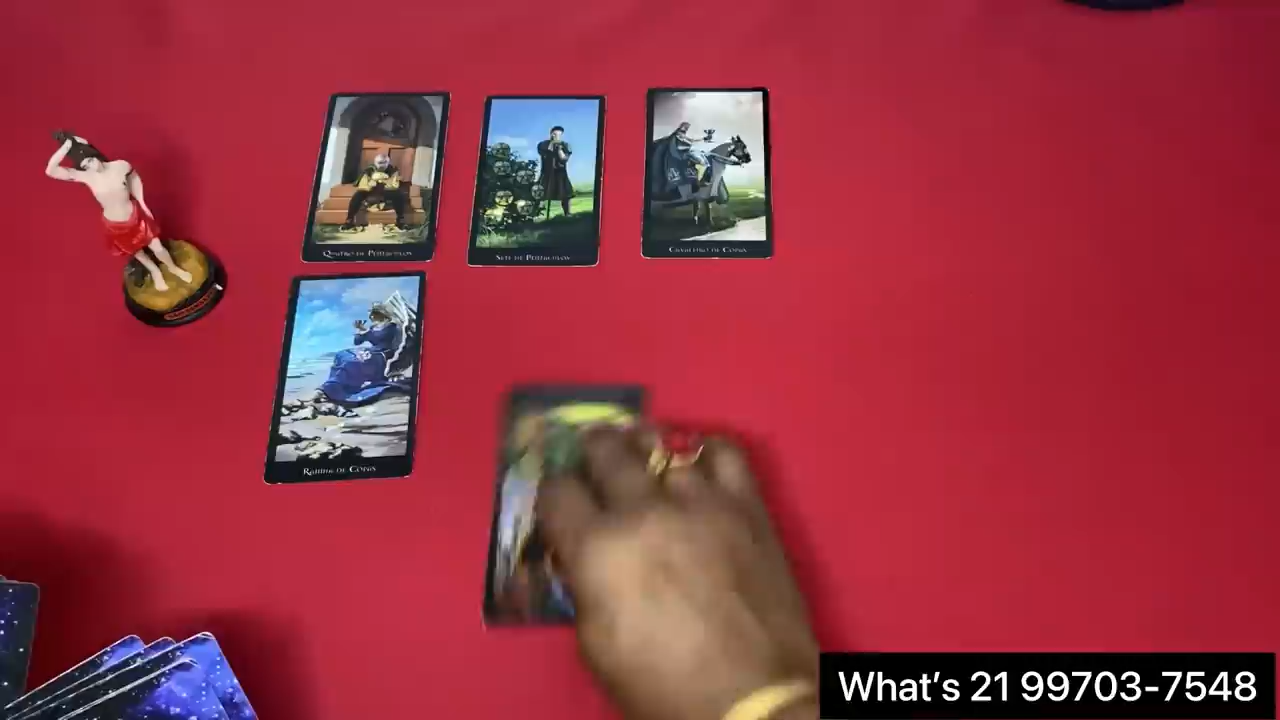 Quatro de Pentáculos
Sete de Pentáculos
Cavaleiro de Copas
Rainha de Copas
What's 21 99703-7548